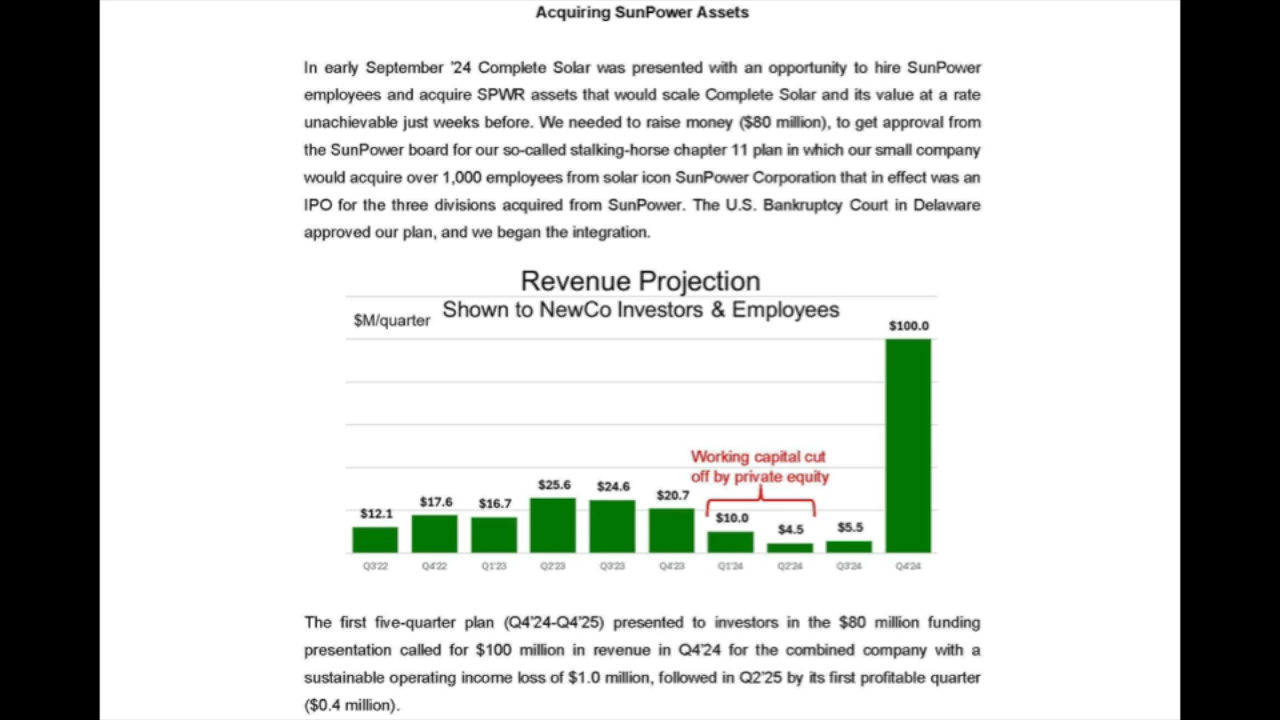 Acquiring SunPower Assets
In early September '24 Complete Solar was presented with an opportunity to hire SunPower
employees and acquire SPWR assets that would scale Complete Solar and its value at a rate
unachievable just weeks before. We needed to raise money ($80 million), to get approval from
the SunPower board for our so-called stalking-horse chapter 11 plan in which our small company
would acquire over 1,000 employees from solar icon SunPower Corporation that in effect was an
IPO for the three divisions acquired from SunPower. The U.S. Bankruptcy Court in Delaware
approved our plan, and we began the integration.
Revenue Projection
Shown to NewCo Investors & Employees
$M/quarter
$100.0
Working capital cut
off by private equity
$12.1
$17.6
$16.7
$25.6
$24.6
$20.7
$10.0
$4.5
$5.5
Q3'22
Q4'22
Q1'23
Q2'23
Q3'23
Q4'23
Q1'24
Q2'24
Q3'24
Q4'24
The first five-quarter plan (Q4'24-Q4'25) presented to investors in the $80 million funding
presentation called for $100 million in revenue in Q4'24 for the combined company with a
sustainable operating income loss of $1.0 million, followed in Q2'25 by its first profitable quarter
($0.4 million).